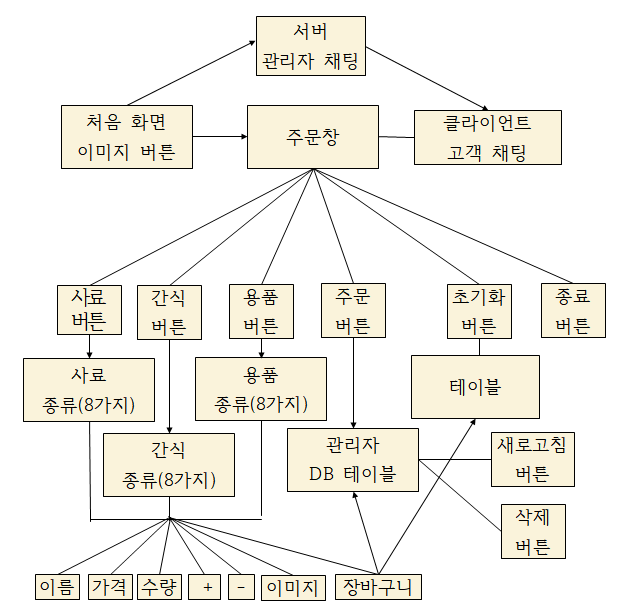 서버
관리자 채팅
처음 화면
이미지 버튼
주문창
클라이언트
고객 채팅
사료
버튼
간식
버튼
용품
버튼
주문
버튼
초기화
버튼
종료
버튼
사료
종류(8가지)
용품
종류(8가지)
테이블
간식
종류(8가지)
관리자
DB 테이블
새로고침
버튼
삭제
버튼
이름
가격
수량
+
-
이미지
장바구니